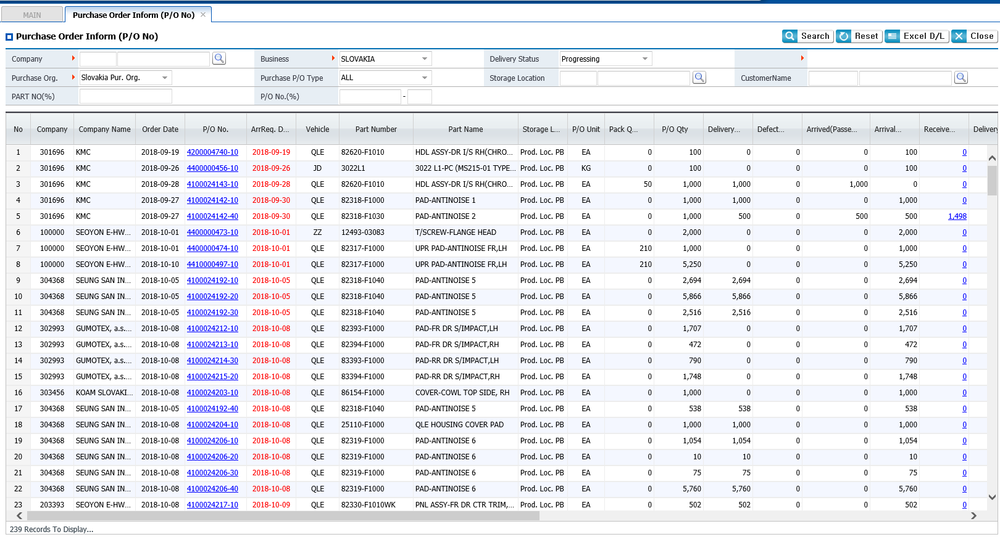 MAIN
Purchase Order Inform (P/O No) ×
Purchase Order Inform (P/O No)
Search Reset Excel D/L Close
Company Business SLOVAKIA Delivery Status Progressing
Purchase Org. Slovakia Pur. Org. Purchase P/O Type ALL Storage Location CustomerName
PART NO(%) P/O No.(%) -
No Company Company Name Order Date P/O No. ArrReq. D... Vehicle Part Number Part Name Storage L... P/O Unit Pack Q... P/O Qty Delivery... Defect... Arrived(Passe... Arrival... Receive... Delivery
1 301696 KMC 2018-09-19 4200004740-10 2018-09-19 QLE 82620-F1010 HDL ASSY-DR I/S RH(CHRO... Prod. Loc. PB EA 0 100 0 0 0 100 0
2 301696 KMC 2018-09-26 4400000456-10 2018-09-26 JD 3022L1 3022 L1-PC (MS215-01 TYPE... Prod. Loc. PB KG 0 100 0 0 0 100 0
3 301696 KMC 2018-09-28 4100024143-10 2018-09-28 QLE 82620-F1010 HDL ASSY-DR I/S RH(CHRO... Prod. Loc. PB EA 50 1,000 1,000 0 1,000 0 0
4 301696 KMC 2018-09-27 4100024142-10 2018-09-30 QLE 82318-F1000 PAD-ANTINOISE 1 Prod. Loc. PB EA 0 1,000 1,000 0 0 1,000 0
5 301696 KMC 2018-09-27 4100024142-40 2018-09-30 QLE 82318-F1030 PAD-ANTINOISE 2 Prod. Loc. PB EA 0 1,000 500 0 500 500 1,498
6 100000 SEOYON E-HW... 2018-10-01 4400000473-10 2018-10-01 ZZ 12493-03083 T/SCREW-FLANGE HEAD Prod. Loc. PB EA 0 2,000 0 0 0 2,000 0
7 100000 SEOYON E-HW... 2018-10-01 4400000474-10 2018-10-01 QLE 82317-F1000 UPR PAD-ANTINOISE FR,LH Prod. Loc. PB EA 210 1,000 0 0 0 1,000 0
8 100000 SEOYON E-HW... 2018-10-10 4410000497-10 2018-10-01 QLE 82317-F1000 UPR PAD-ANTINOISE FR,LH Prod. Loc. PB EA 210 5,250 0 0 0 5,250 0
9 304368 SEUNG SAN IN... 2018-10-05 4100024192-10 2018-10-05 QLE 82318-F1040 PAD-ANTINOISE 5 Prod. Loc. PB EA 0 2,694 2,694 0 0 2,694 0
10 304368 SEUNG SAN IN... 2018-10-05 4100024192-20 2018-10-05 QLE 82318-F1040 PAD-ANTINOISE 5 Prod. Loc. PB EA 0 5,866 5,866 0 0 5,866 0
11 304368 SEUNG SAN IN... 2018-10-05 4100024192-30 2018-10-05 QLE 82318-F1040 PAD-ANTINOISE 5 Prod. Loc. PB EA 0 2,516 2,516 0 0 2,516 0
12 302993 GUMOTEX, a.s.... 2018-10-08 4100024212-10 2018-10-08 QLE 82393-F1000 PAD-FR DR S/IMPACT,LH Prod. Loc. PB EA 0 1,707 0 0 0 1,707 0
13 302993 GUMOTEX, a.s.... 2018-10-08 4100024213-10 2018-10-08 QLE 82394-F1000 PAD-FR DR S/IMPACT,RH Prod. Loc. PB EA 0 472 0 0 0 472 0
14 302993 GUMOTEX, a.s.... 2018-10-08 4100024214-30 2018-10-08 QLE 83393-F1000 PAD-RR DR S/IMPACT,LH Prod. Loc. PB EA 0 790 0 0 0 790 0
15 302993 GUMOTEX, a.s.... 2018-10-08 4100024215-20 2018-10-08 QLE 83394-F1000 PAD-RR DR S/IMPACT,RH Prod. Loc. PB EA 0 1,748 0 0 0 1,748 0
16 303456 KOAM SLOVAKI... 2018-10-08 4100024203-10 2018-10-08 QLE 86154-F1000 COVER-COWL TOP SIDE, RH Prod. Loc. PB EA 0 1,000 0 0 0 1,000 0
17 304368 SEUNG SAN IN... 2018-10-05 4100024192-40 2018-10-08 QLE 82318-F1040 PAD-ANTINOISE 5 Prod. Loc. PB EA 0 538 538 0 0 538 0
18 304368 SEUNG SAN IN... 2018-10-08 4100024204-10 2018-10-08 QLE 25110-F1000 QLE HOUSING COVER PAD Prod. Loc. PB EA 0 1,000 1,000 0 0 1,000 0
19 304368 SEUNG SAN IN... 2018-10-08 4100024206-10 2018-10-08 QLE 82319-F1000 PAD-ANTINOISE 6 Prod. Loc. PB EA 0 1,054 1,054 0 0 1,054 0
20 304368 SEUNG SAN IN... 2018-10-08 4100024206-20 2018-10-08 QLE 82319-F1000 PAD-ANTINOISE 6 Prod. Loc. PB EA 0 10 10 0 0 10 0
21 304368 SEUNG SAN IN... 2018-10-08 4100024206-30 2018-10-08 QLE 82319-F1000 PAD-ANTINOISE 6 Prod. Loc. PB EA 0 75 75 0 0 75 0
22 304368 SEUNG SAN IN... 2018-10-08 4100024206-40 2018-10-08 QLE 82319-F1000 PAD-ANTINOISE 6 Prod. Loc. PB EA 0 5,760 5,760 0 0 5,760 0
23 203393 SEOYON E-HW... 2018-10-08 4100024217-10 2018-10-09 QLE 82330-F1010WK PNL ASSY-FR DR CTR TRIM,... Prod. Loc. PB EA 0 502 502 0 0 502 0
239 Records To Display...